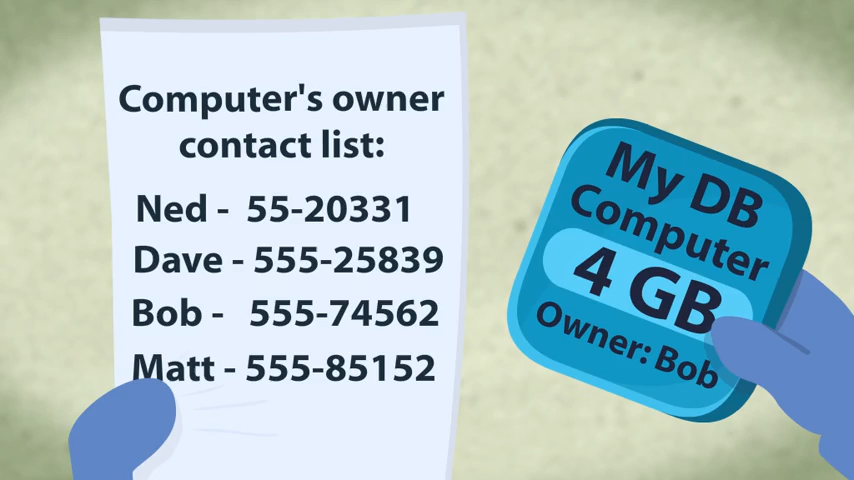 Computer's owner
contact list:
Ned - 55-20331
Dave - 555-25839
Bob - 555-74562
Matt - 555-85152
My DB
Computer
4 GB
Owner: Bob